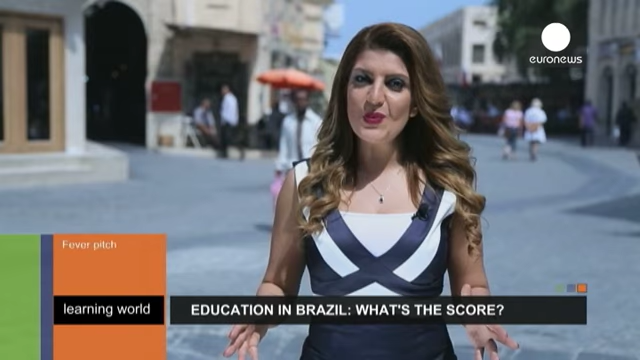 euronews
Fever pitch
learning world
EDUCATION IN BRAZIL: WHAT'S THE SCORE?